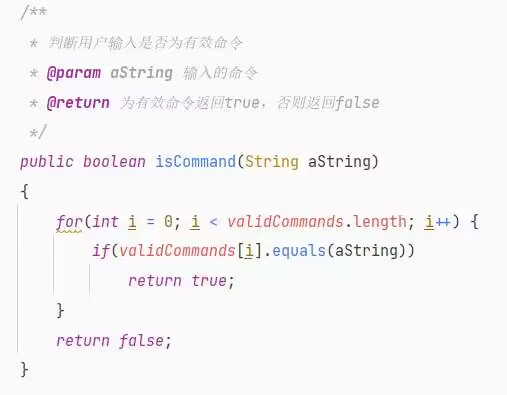 /**
 * 判断用户输入是否为有效命令
 * @param aString 输入的命令
 * @return 为有效命令返回true，否则返回false
 */
public boolean isCommand(String aString)
{
    for(int i = 0; i < validCommands.length; i++) {
        if(validCommands[i].equals(aString))
            return true;
    }
    return false;
}